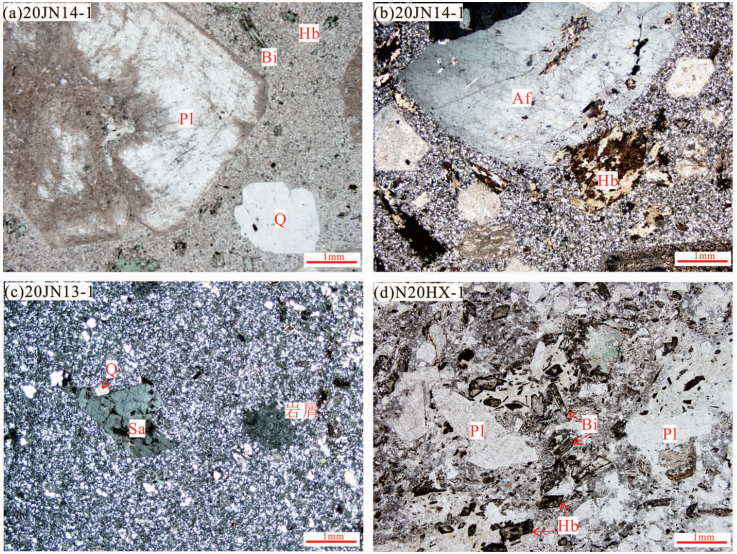 (a)20JN14-1
Hb
Bi
Pl
Q
1mm
(b)20JN14-1
Af
Hb
1mm
(c)20JN13-1
Q
岩屑
Sa
1mm
(d)N20HX-1
Pl
Bi
Pl
Hb
1mm